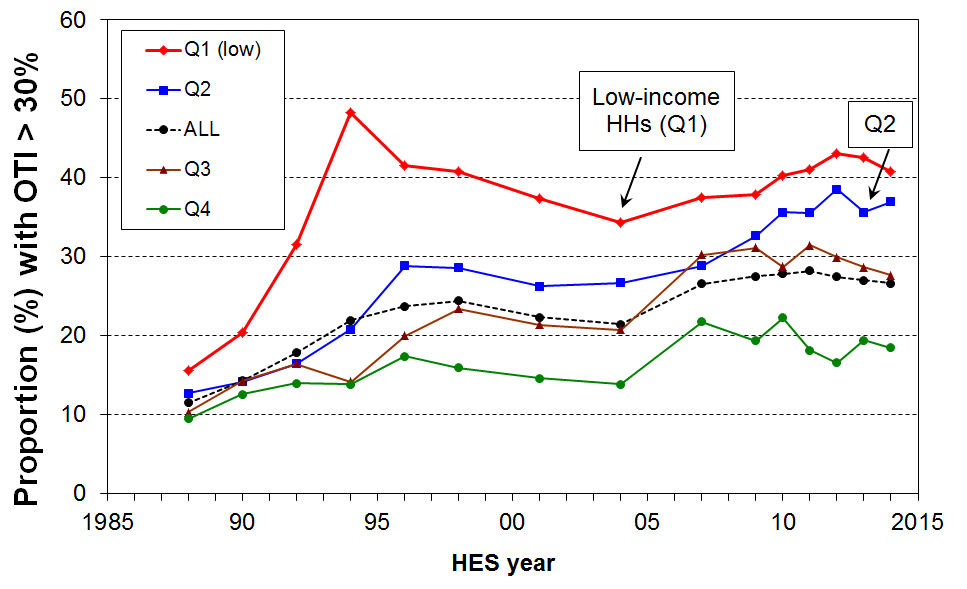 Proportion (%) with OTI > 30%
60
50
40
30
20
10
0
Q1 (low)
Q2
ALL
Q3
Q4
Low-income
HHs (Q1)
Q2
1985 90 95 00 05 10 2015
HES year